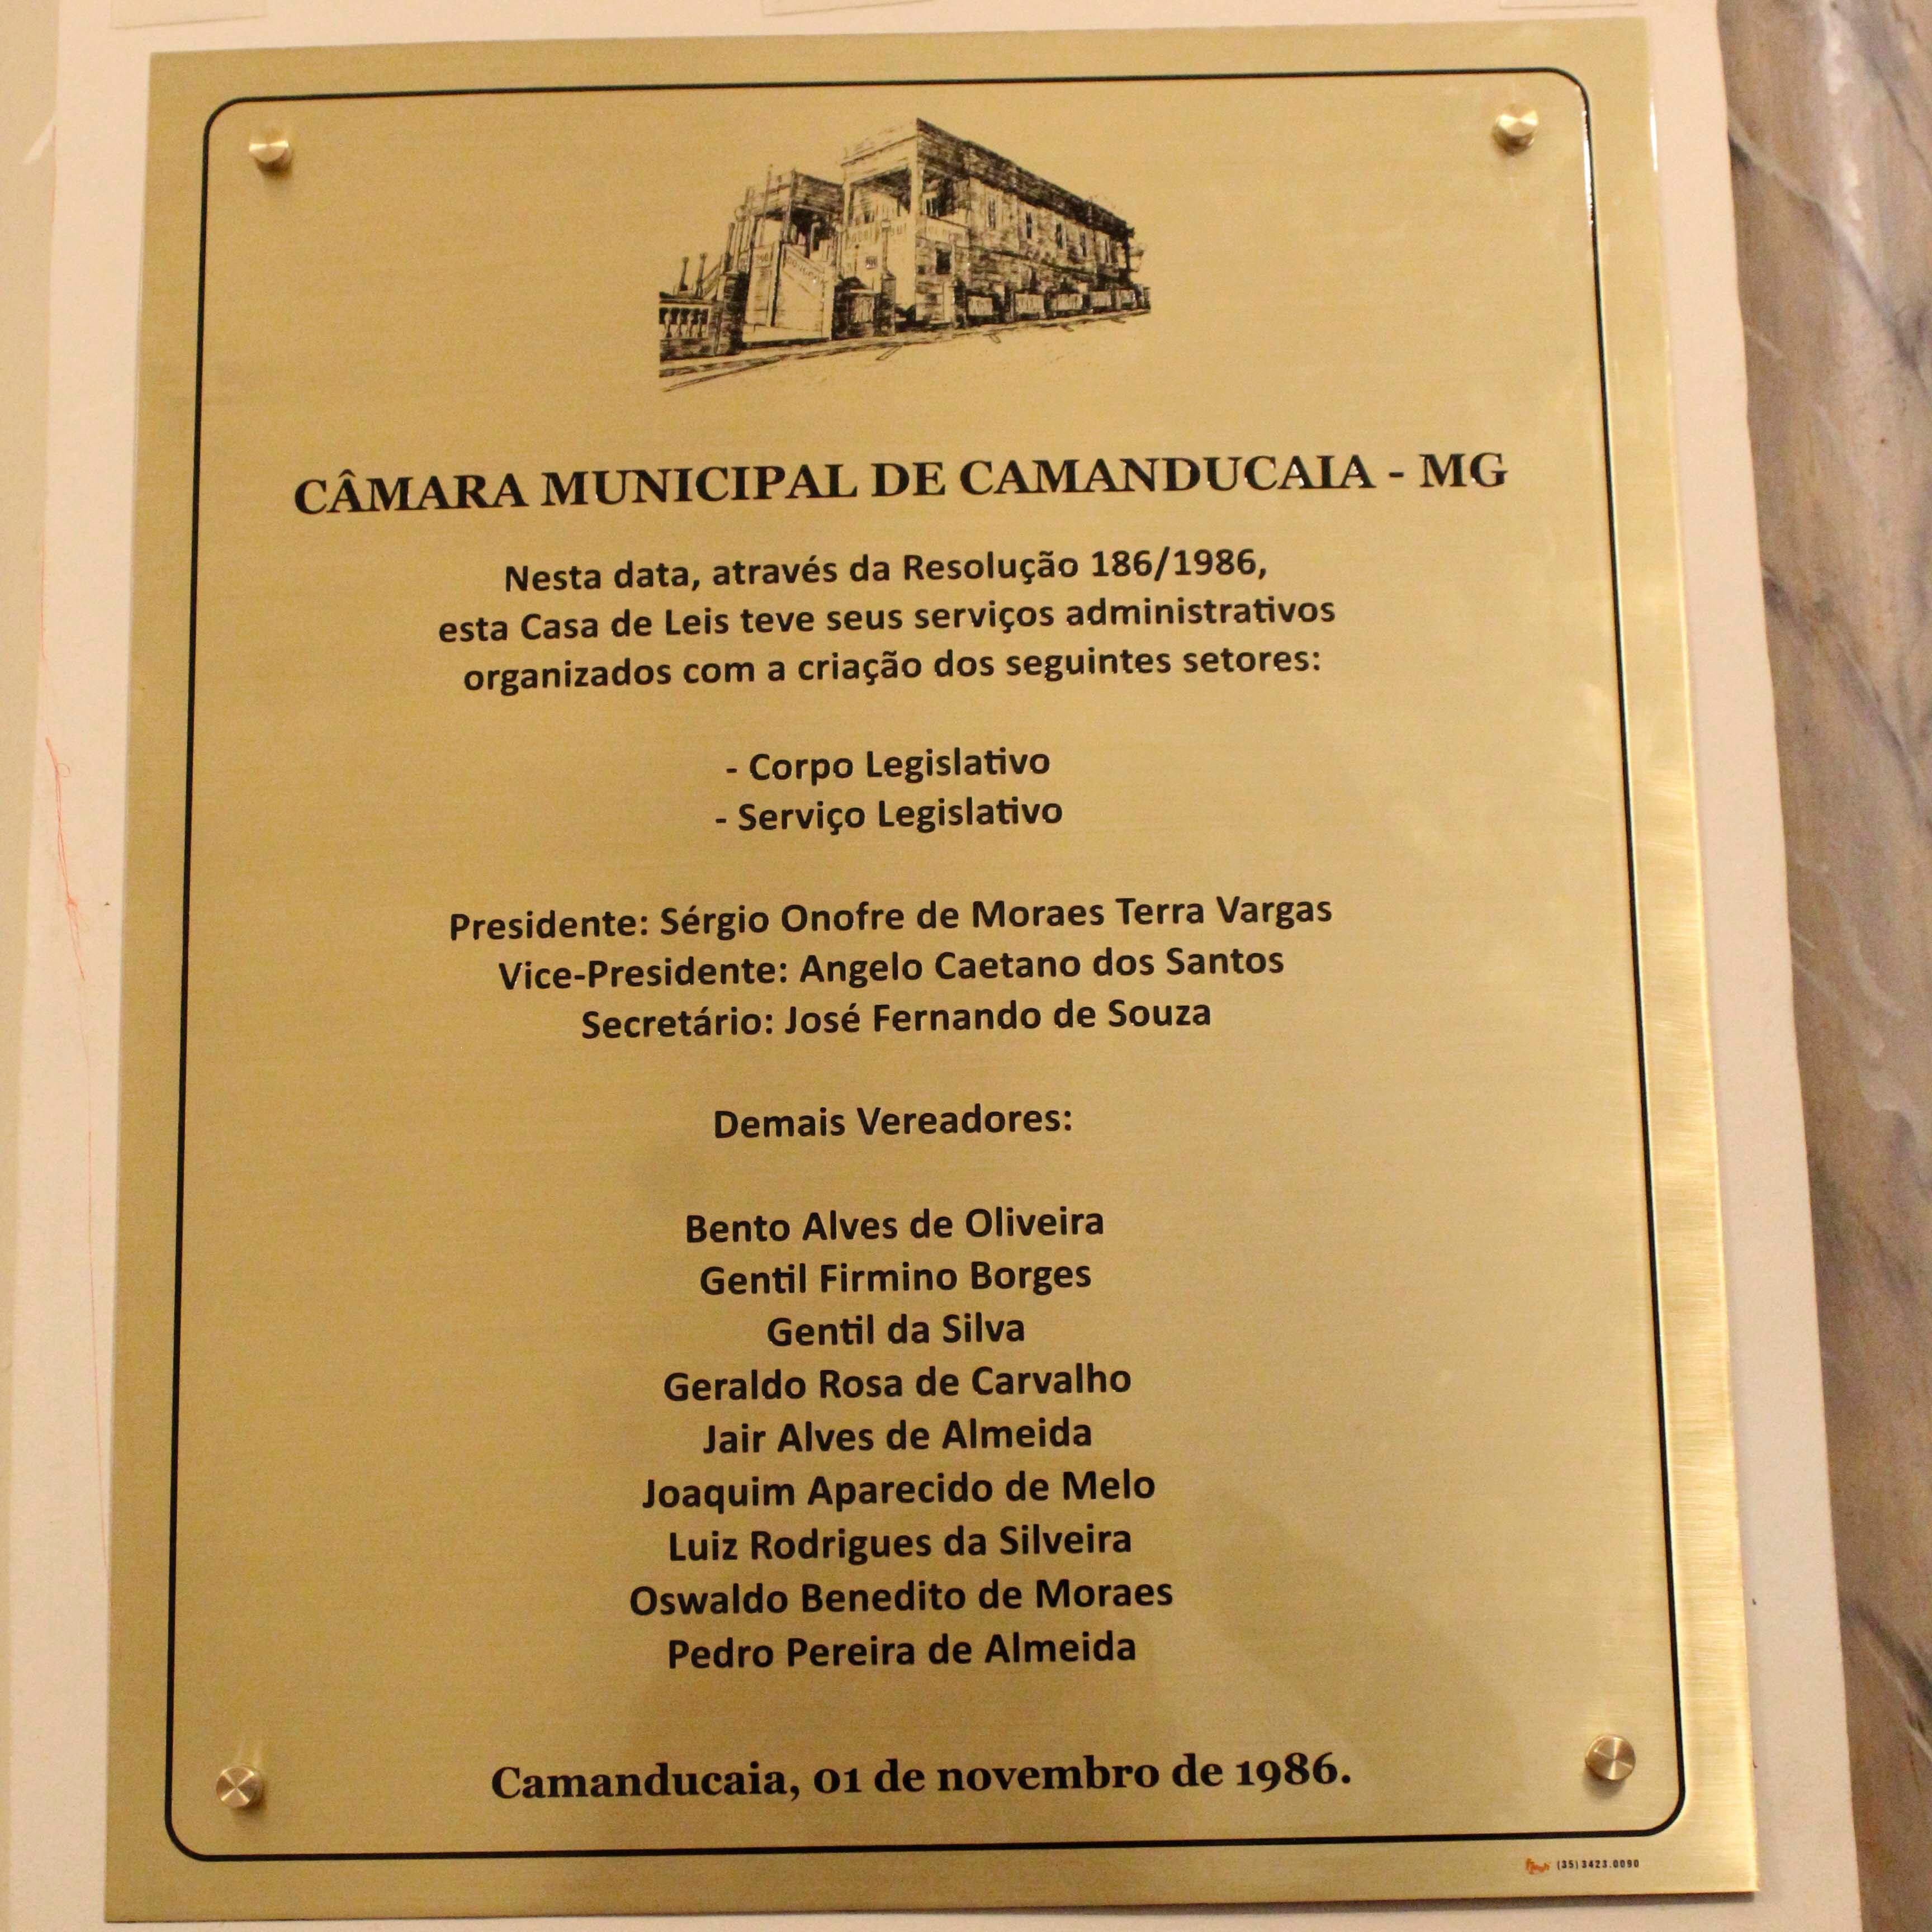 CÂMARA MUNICIPAL DE CAMANDUCAIA - MG
Nesta data, através da Resolução 186/1986,
esta Casa de Leis teve seus serviços administrativos
organizados com a criação dos seguintes setores:
- Corpo Legislativo
- Serviço Legislativo
Presidente: Sérgio Onofre de Moraes Terra Vargas
Vice-Presidente: Angelo Caetano dos Santos
Secretário: José Fernando de Souza
Demais Vereadores:
Bento Alves de Oliveira
Gentil Firmino Borges
Gentil da Silva
Geraldo Rosa de Carvalho
Jair Alves de Almeida
Joaquim Aparecido de Melo
Luiz Rodrigues da Silveira
Oswaldo Benedito de Moraes
Pedro Pereira de Almeida
Camanducaia, 01 de novembro de 1986.
(35) 3423.0090